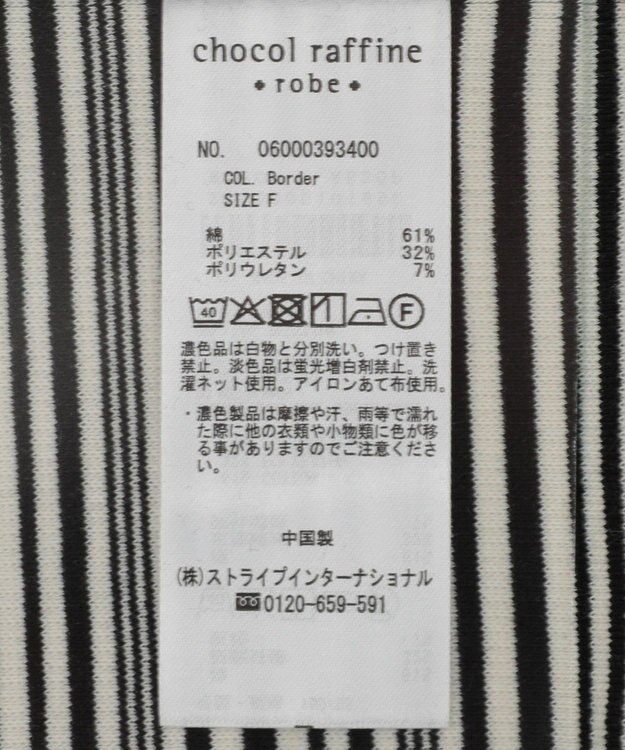 chocol raffine
robe
NO. 06000393400
COL. Border
SIZE F
綿 61%
ポリエステル 32%
ポリウレタン 7%
40 F
濃色品は白物と分別洗い。つけ置き
禁止。淡色品は蛍光増白剤禁止。洗
濯ネット使用。アイロンあて布使用。
・濃色製品は摩擦や汗、雨等で濡れ
た際に他の衣類や小物類に色が移
る事がありますのでご注意くださ
い。
中国製
(株)ストライプインターナショナル
0120-659-591